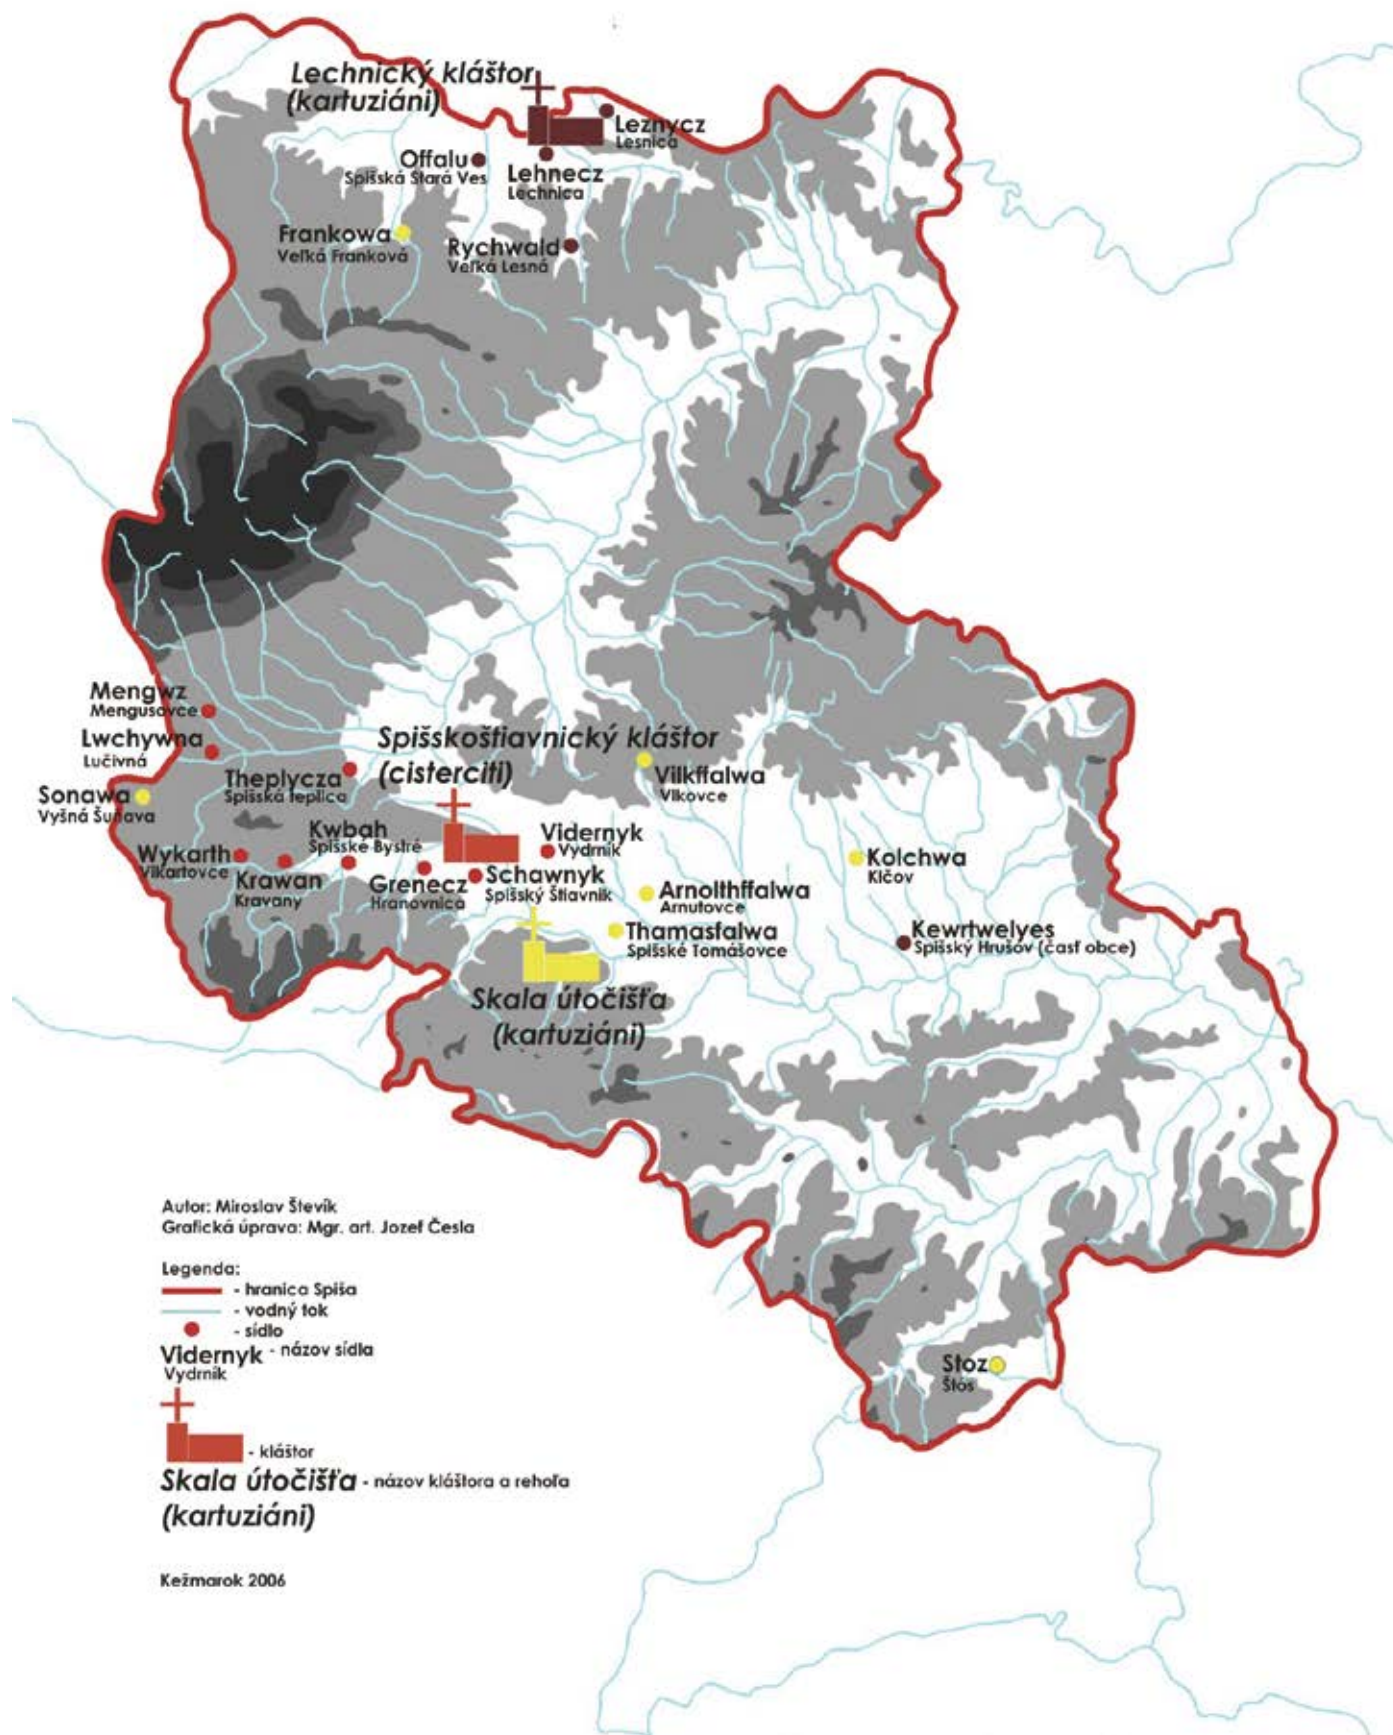 Lechnický kláštor
(kartuziáni)
Leznycz
Lesnica
Offalu
Spišská Stará Ves
Lehnecz
Lechnica
Frankowa
Veľká Franková
Rychwald
Veľká Lesná
Mengwz
Mengusovce
Lwchywna
Lučivná
Spišskoštiavnický kláštor
(cisterciti)
Theplycza
Spišská Teplica
Vilkffalwa
Vlkovce
Sonawa
Vyšná Šuňava
Kwbah
Spišské Bystré
Vidernyk
Vydrník
Wykarth
Vikartovce
Krawan
Kravany
Grenecz
Hranovnica
Schawnyk
Spišský Štiavnik
Kolchwa
Klčov
Arnolthffalwa
Arnutovce
Thamasfalwa
Spišské Tomášovce
Kewrtwelyes
Spišský Hrušov (časť obce)
Skala útočišťa
(kartuziáni)
Autor: Miroslav Števík
Grafická úprava: Mgr. art. Jozef Česla
Legenda:
- hranica Spiša
- vodný tok
- sídlo
Vidernyk - názov sídla
Vydrník
- kláštor
Skala útočišťa - názov kláštora a rehoľa
(kartuziáni)
Stoz
Štós
Kežmarok 2006